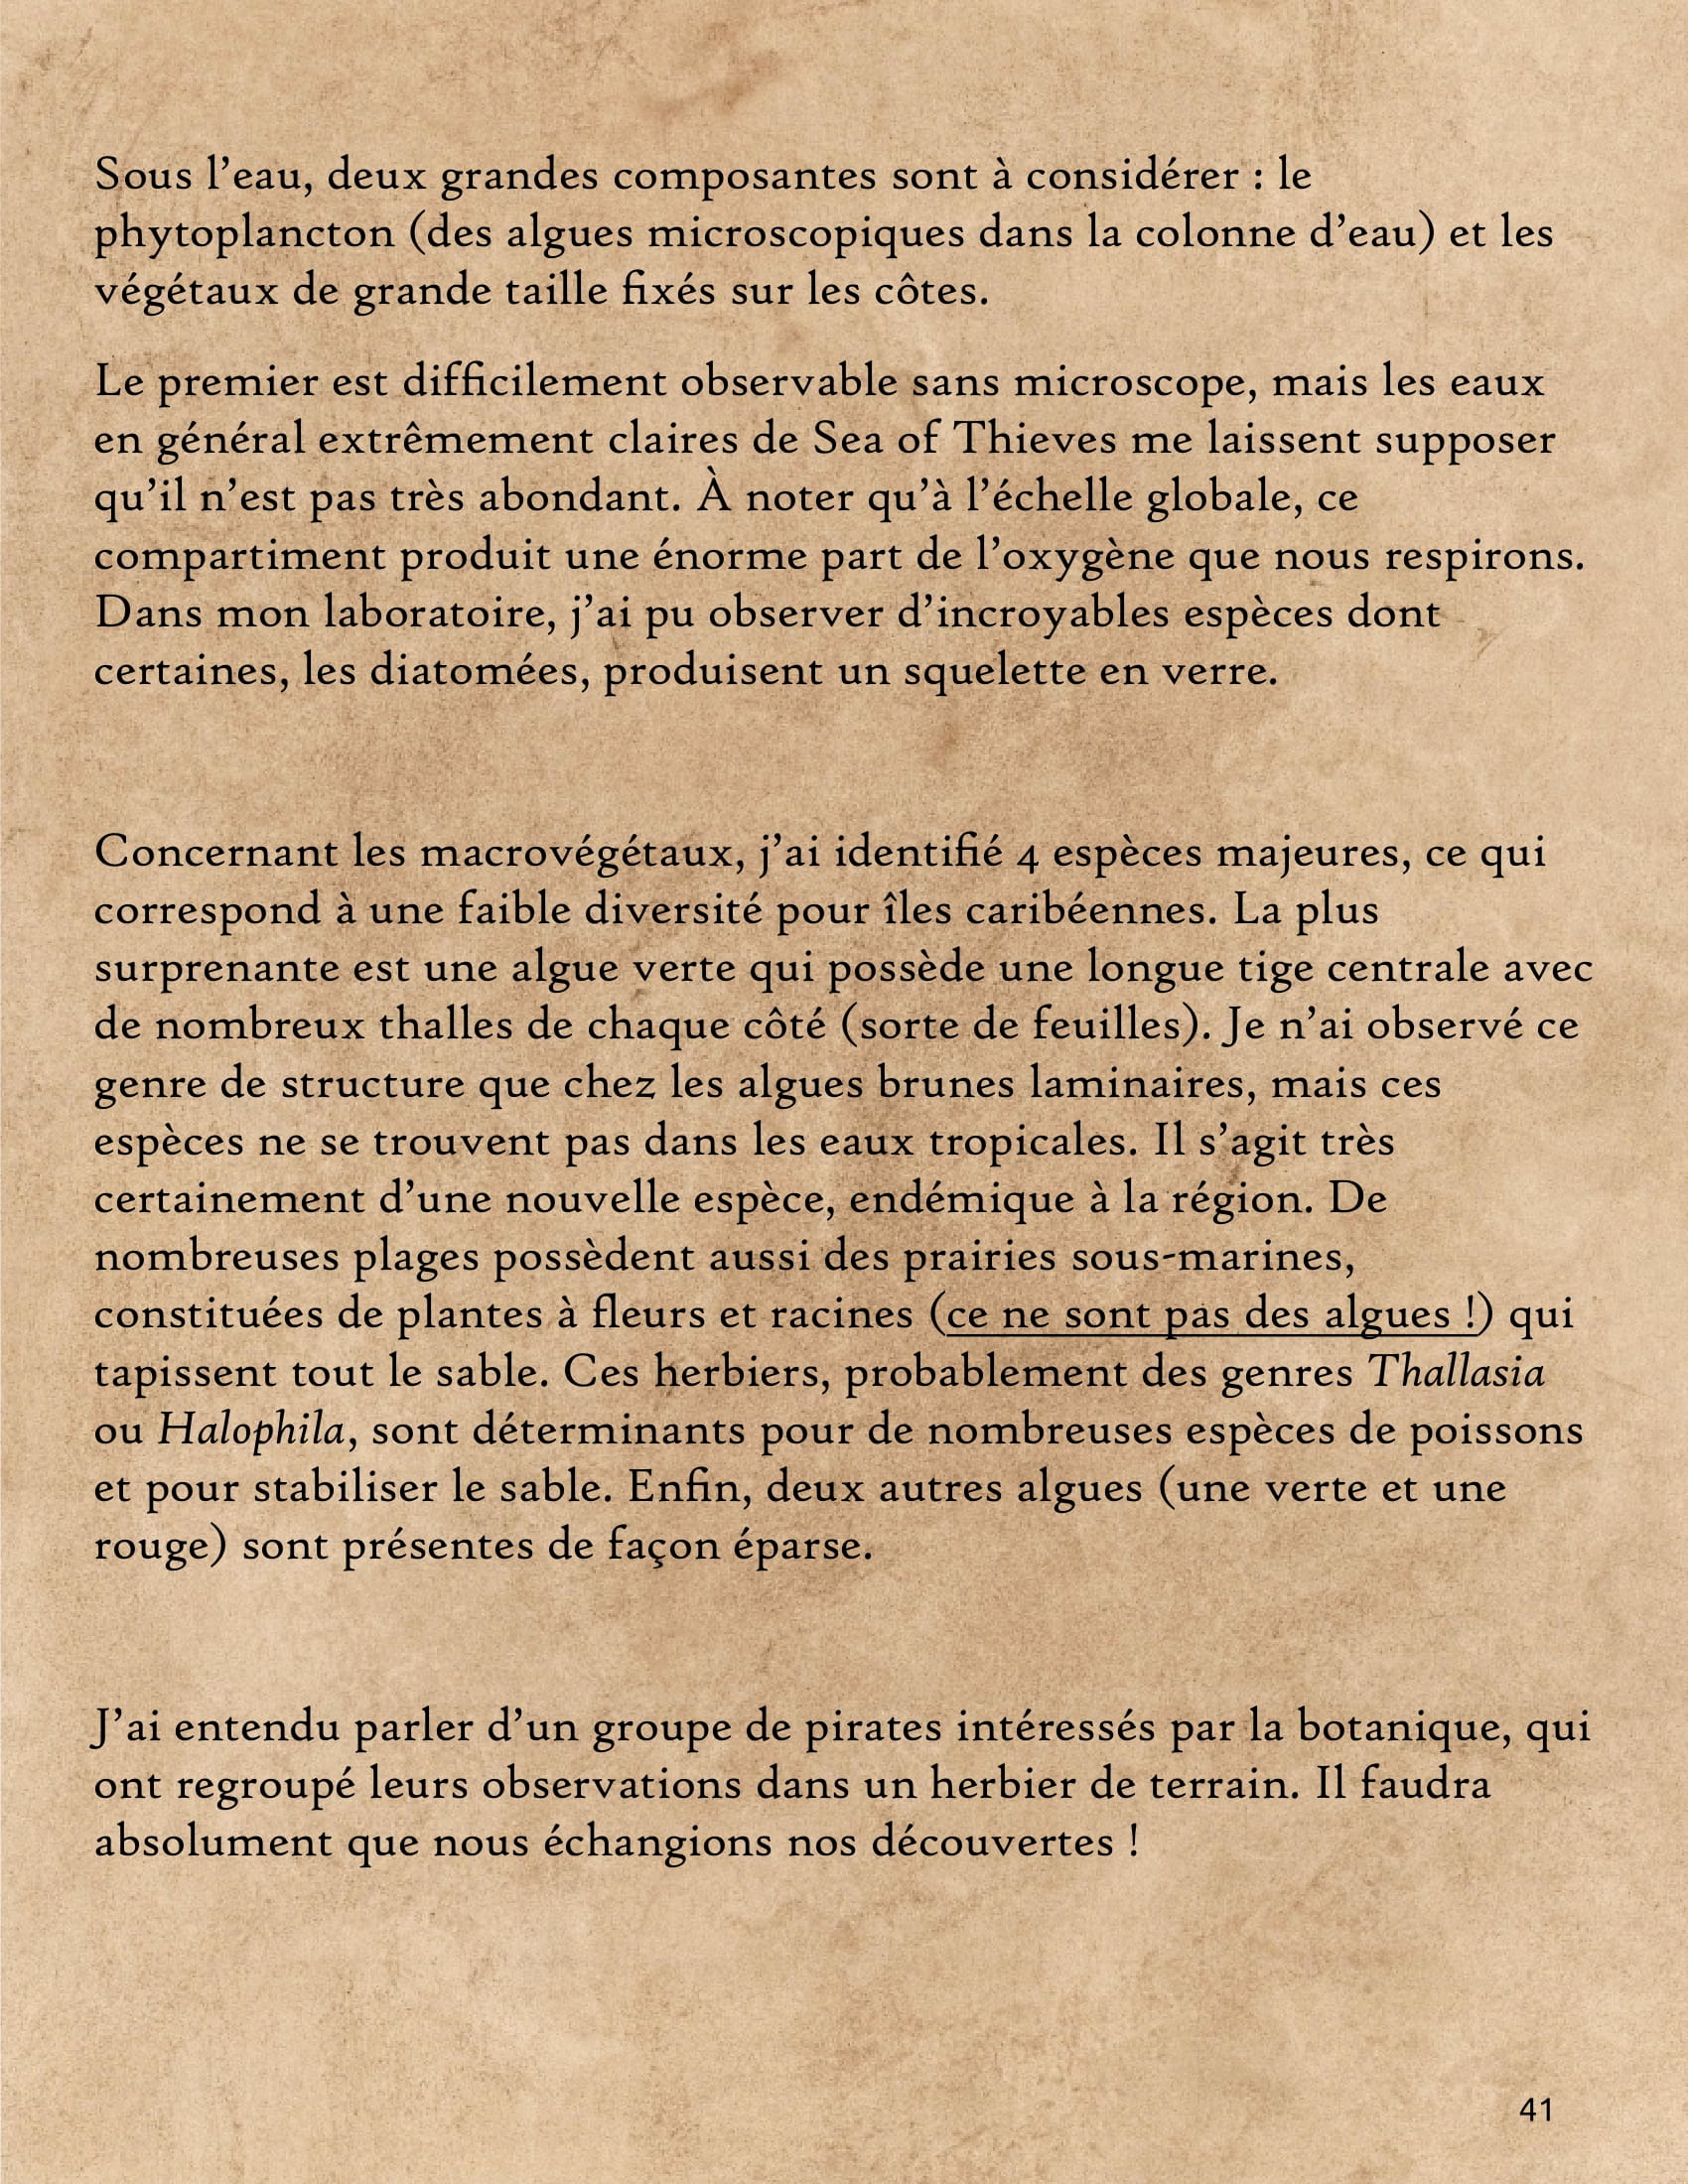 Sous l’eau, deux grandes composantes sont à considérer : le
phytoplancton (des algues microscopiques dans la colonne d’eau) et les
végétaux de grande taille fixés sur les côtes.
Le premier est difficilement observable sans microscope, mais les eaux
en général extrêmement claires de Sea of Thieves me laissent supposer
qu’il n’est pas très abondant. À noter qu’à l’échelle globale, ce
compartiment produit une énorme part de l’oxygène que nous respirons.
Dans mon laboratoire, j’ai pu observer d’incroyables espèces dont
certaines, les diatomées, produisent un squelette en verre.
Concernant les macrovégétaux, j’ai identifié 4 espèces majeures, ce qui
correspond à une faible diversité pour îles caribéennes. La plus
surprenante est une algue verte qui possède une longue tige centrale avec
de nombreux thalles de chaque côté (sorte de feuilles). Je n’ai observé ce
genre de structure que chez les algues brunes laminaires, mais ces
espèces ne se trouvent pas dans les eaux tropicales. Il s’agit très
certainement d’une nouvelle espèce, endémique à la région. De
nombreuses plages possèdent aussi des prairies sous-marines,
constituées de plantes à fleurs et racines (ce ne sont pas des algues !) qui
tapissent tout le sable. Ces herbiers, probablement des genres Thallasia
ou Halophila, sont déterminants pour de nombreuses espèces de poissons
et pour stabiliser le sable. Enfin, deux autres algues (une verte et une
rouge) sont présentes de façon éparse.
J’ai entendu parler d’un groupe de pirates intéressés par la botanique, qui
ont regroupé leurs observations dans un herbier de terrain. Il faudra
absolument que nous échangions nos découvertes !
41